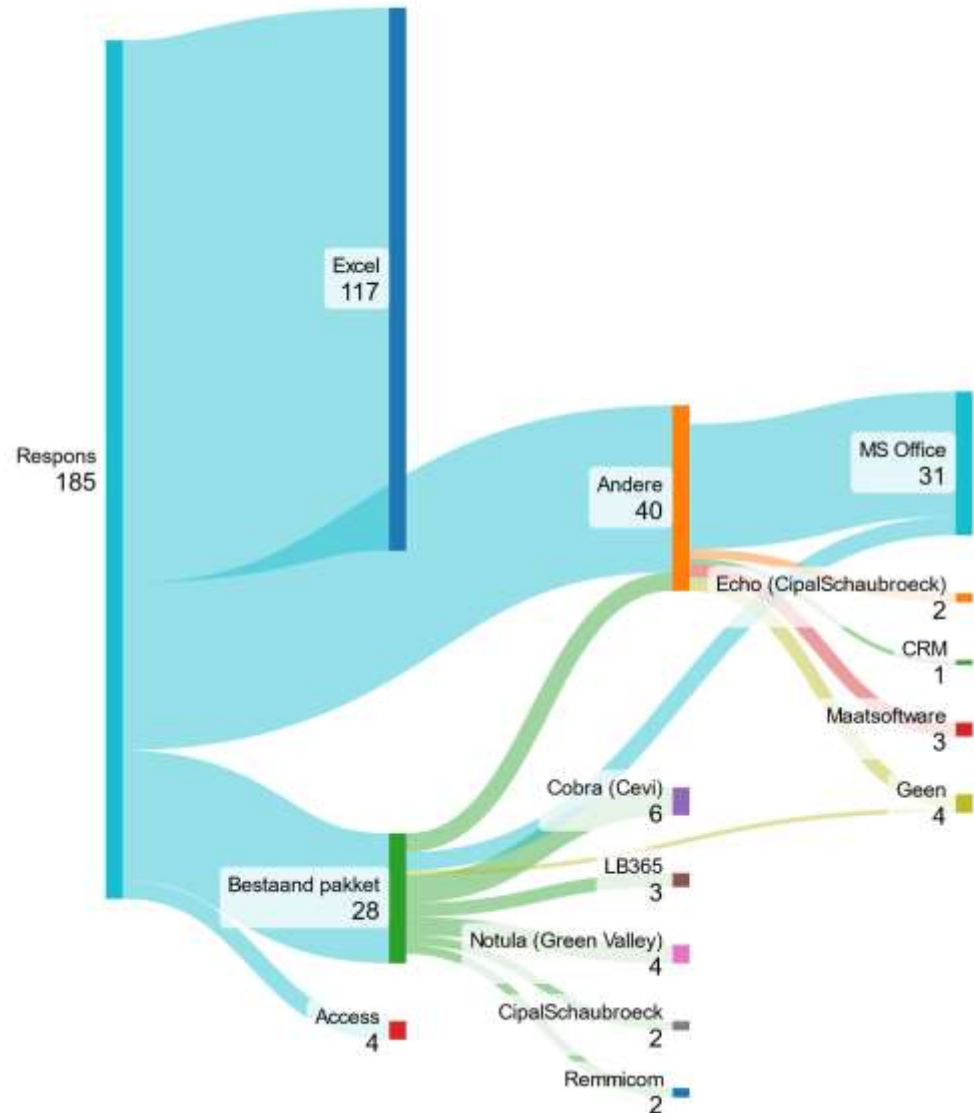 Excel
117
Respons
185
Andere
40
MS Office
31
Echo (CipalSchaubroeck)
2
CRM
1
Maatsoftware
3
Geen
4
Cobra (Cevi)
6
LB365
3
Bestaand pakket
28
Notula (Green Valley)
4
CipalSchaubroeck
2
Access
4
Remmicom
2